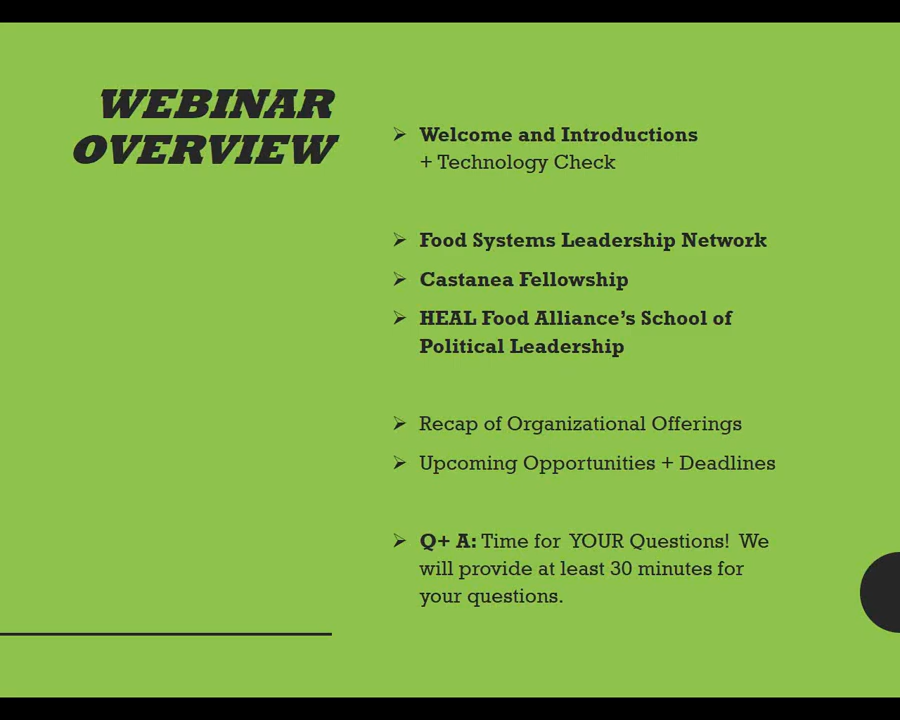 WEBINAR
OVERVIEW
➢ Welcome and Introductions
+ Technology Check
➢ Food Systems Leadership Network
➢ Castanea Fellowship
➢ HEAL Food Alliance’s School of
Political Leadership
➢ Recap of Organizational Offerings
➢ Upcoming Opportunities + Deadlines
➢ Q+ A: Time for YOUR Questions! We
will provide at least 30 minutes for
your questions.